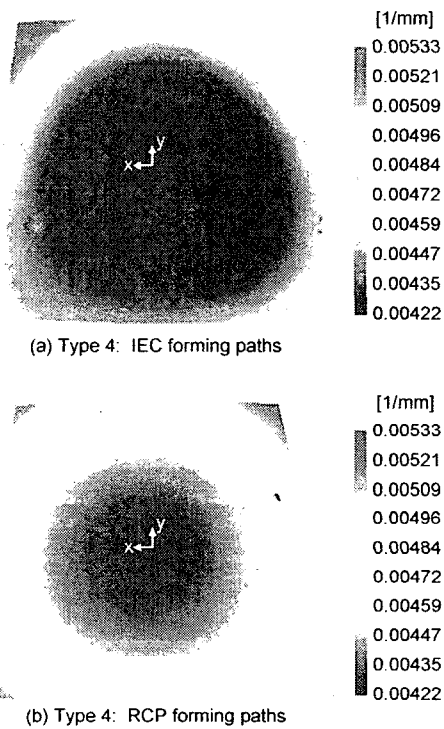 [1/mm]
0.00533
0.00521
0.00509
0.00496
0.00484
0.00472
0.00459
0.00447
0.00435
0.00422
y
x
(a) Type 4: IEC forming paths
[1/mm]
0.00533
0.00521
0.00509
0.00496
0.00484
0.00472
0.00459
0.00447
0.00435
0.00422
y
x
(b) Type 4: RCP forming paths